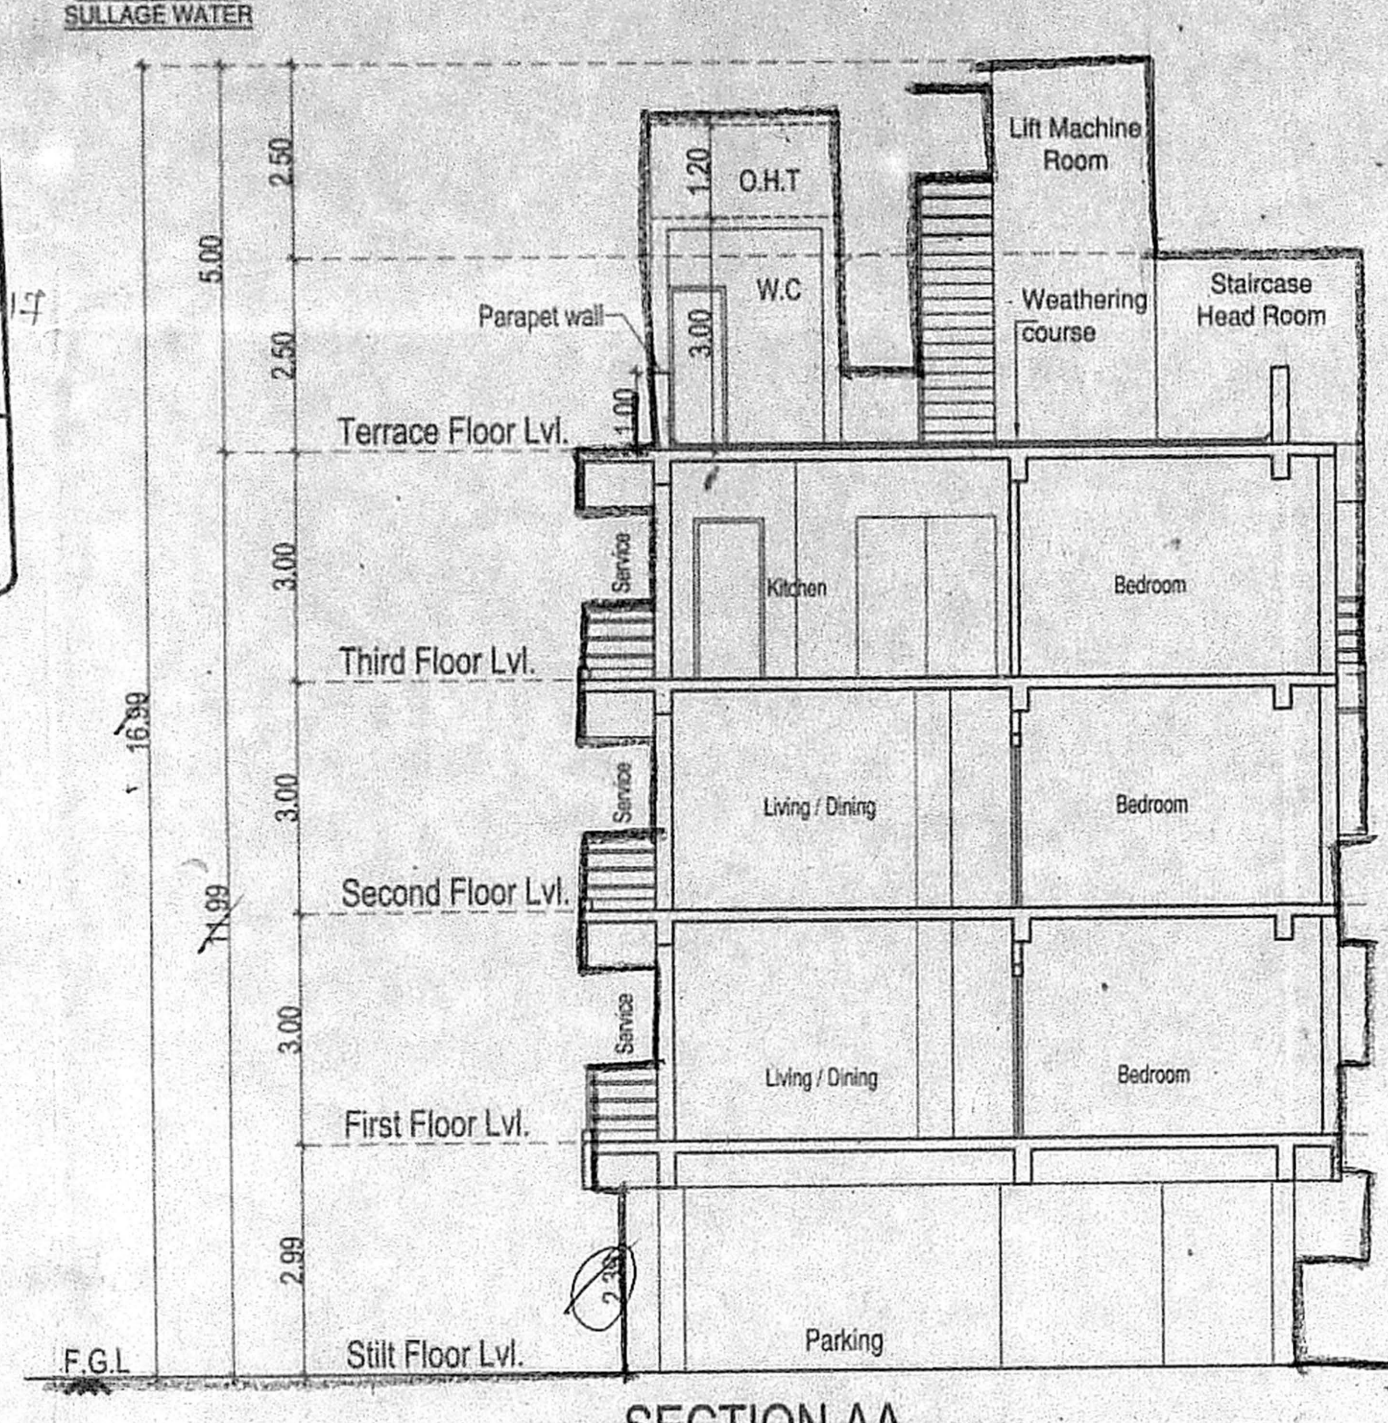 SULLAGE WATER
2.50
5.00
1.20
O.H.T
Lift Machine
Room
17
Parapet wall
W.C
3.00
2.50
Weathering
course
Staircase
Head Room
1.00
Terrace Floor Lvl.
3.00
Service
Kitchen
Bedroom
Third Floor Lvl.
16.99
3.00
Service
Living / Dining
Bedroom
Second Floor Lvl.
11.99
3.00
Service
Living / Dining
Bedroom
First Floor Lvl.
2.99
Parking
F.G.L
Stilt Floor Lvl.
SECTION AA